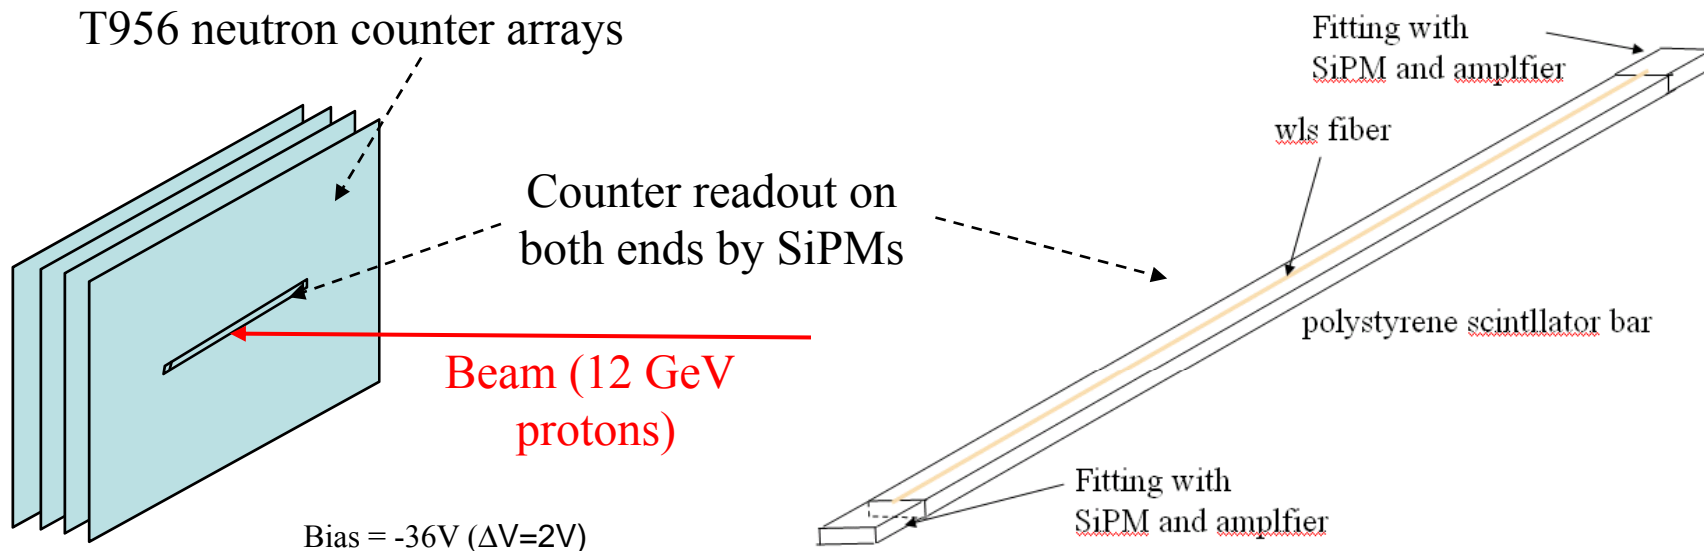 T956 neutron counter arrays
Counter readout on
both ends by SiPMs
Beam (12 GeV
protons)
Bias = -36V (ΔV=2V)
Fitting with
SiPM and amplfier
wls fiber
polystyrene scintllator bar
Fitting with
SiPM and amplfier